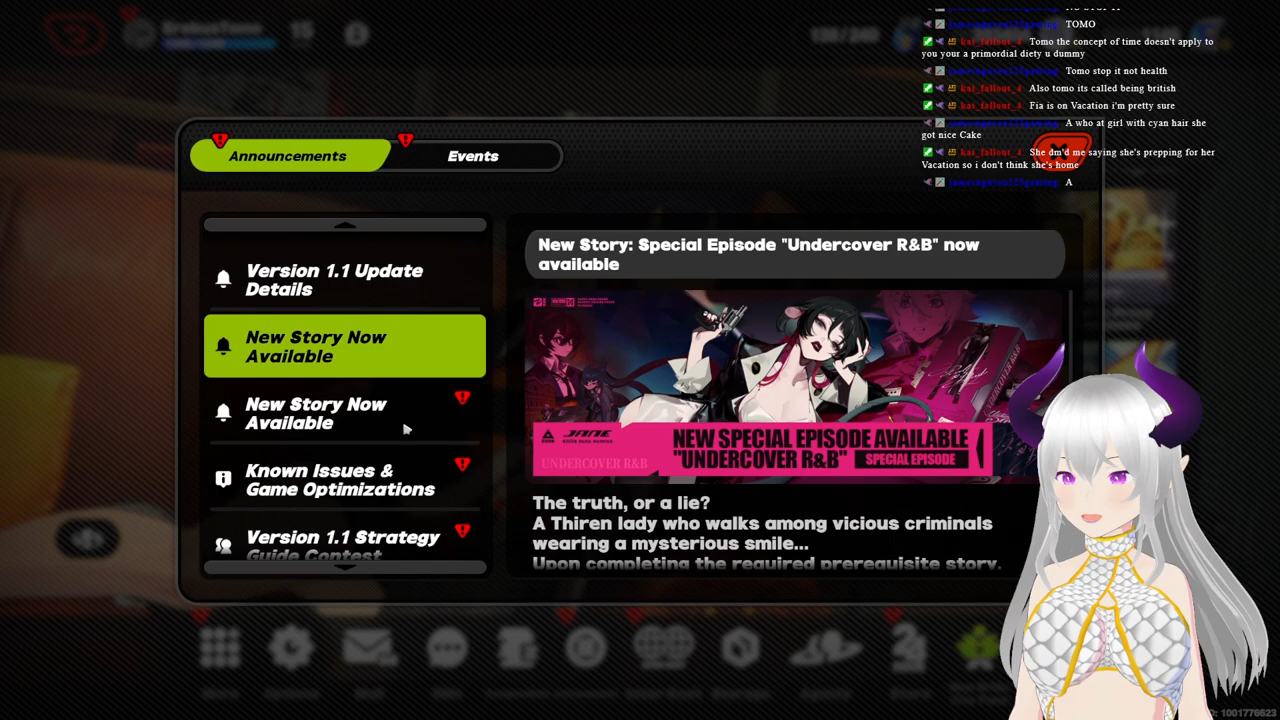 TOMO
kai_fallout_4: Tomo the concept of time doesn't apply to
you your a primordial diety u dummy
Tomo stop it not health
kai_fallout_4: Also tomo its called being british
kai_fallout_4: Fia is on Vacation i'm pretty sure
A who at girl with cyan hair she
got nice Cake
kai_fallout_4: She dm'd me saying she's prepping for her
Vacation so i don't think she's home
A
Announcements
Events
Version 1.1 Update
Details
New Story Now
Available
New Story Now
Available
Known Issues &
Game Optimizations
Version 1.1 Strategy
Guide Contest
New Story: Special Episode "Undercover R&B" now
available
UNDERCOVER R&B
JANE
NEW SPECIAL EPISODE AVAILABLE
"UNDERCOVER R&B" SPECIAL EPISODE
UNDERCOVER R&B
The truth, or a lie?
A Thiren lady who walks among vicious criminals
wearing a mysterious smile...
Upon completing the required prerequisite story,
ID: 1001776623